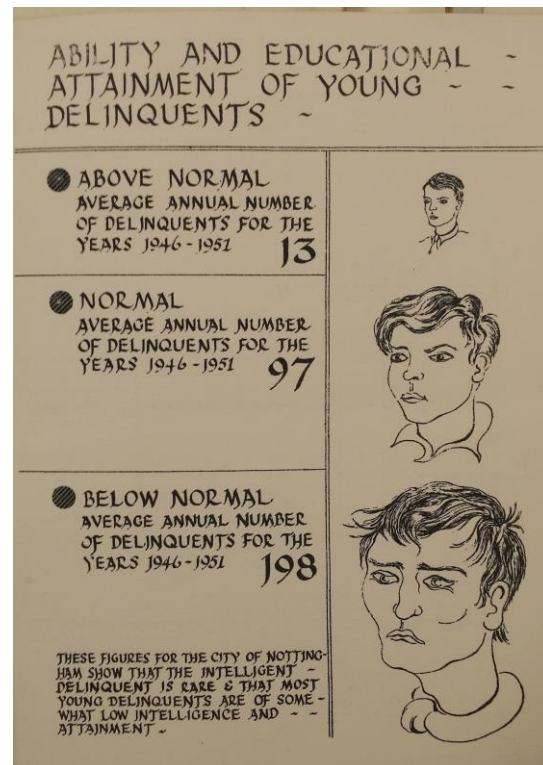 ABILITY AND EDUCATIONAL -
ATTAINMENT OF YOUNG - -
DELINQUENTS -
ABOVE NORMAL
AVERAGE ANNUAL NUMBER
OF DELINQUENTS FOR THE
YEARS 1946-1951 13
NORMAL
AVERAGE ANNUAL NUMBER
OF DELINQUENTS FOR THE
YEARS 1946-1951 97
BELOW NORMAL
AVERAGE ANNUAL NUMBER
OF DELINQUENTS FOR THE
YEARS 1946-1951 198
THESE FIGURES FOR THE CITY OF NOTTING-
HAM SHOW THAT THE INTELLIGENT -
DELINQUENT IS RARE & THAT MOST
YOUNG DELINQUENTS ARE OF SOME-
WHAT LOW INTELLIGENCE AND - -
ATTAINMENT -